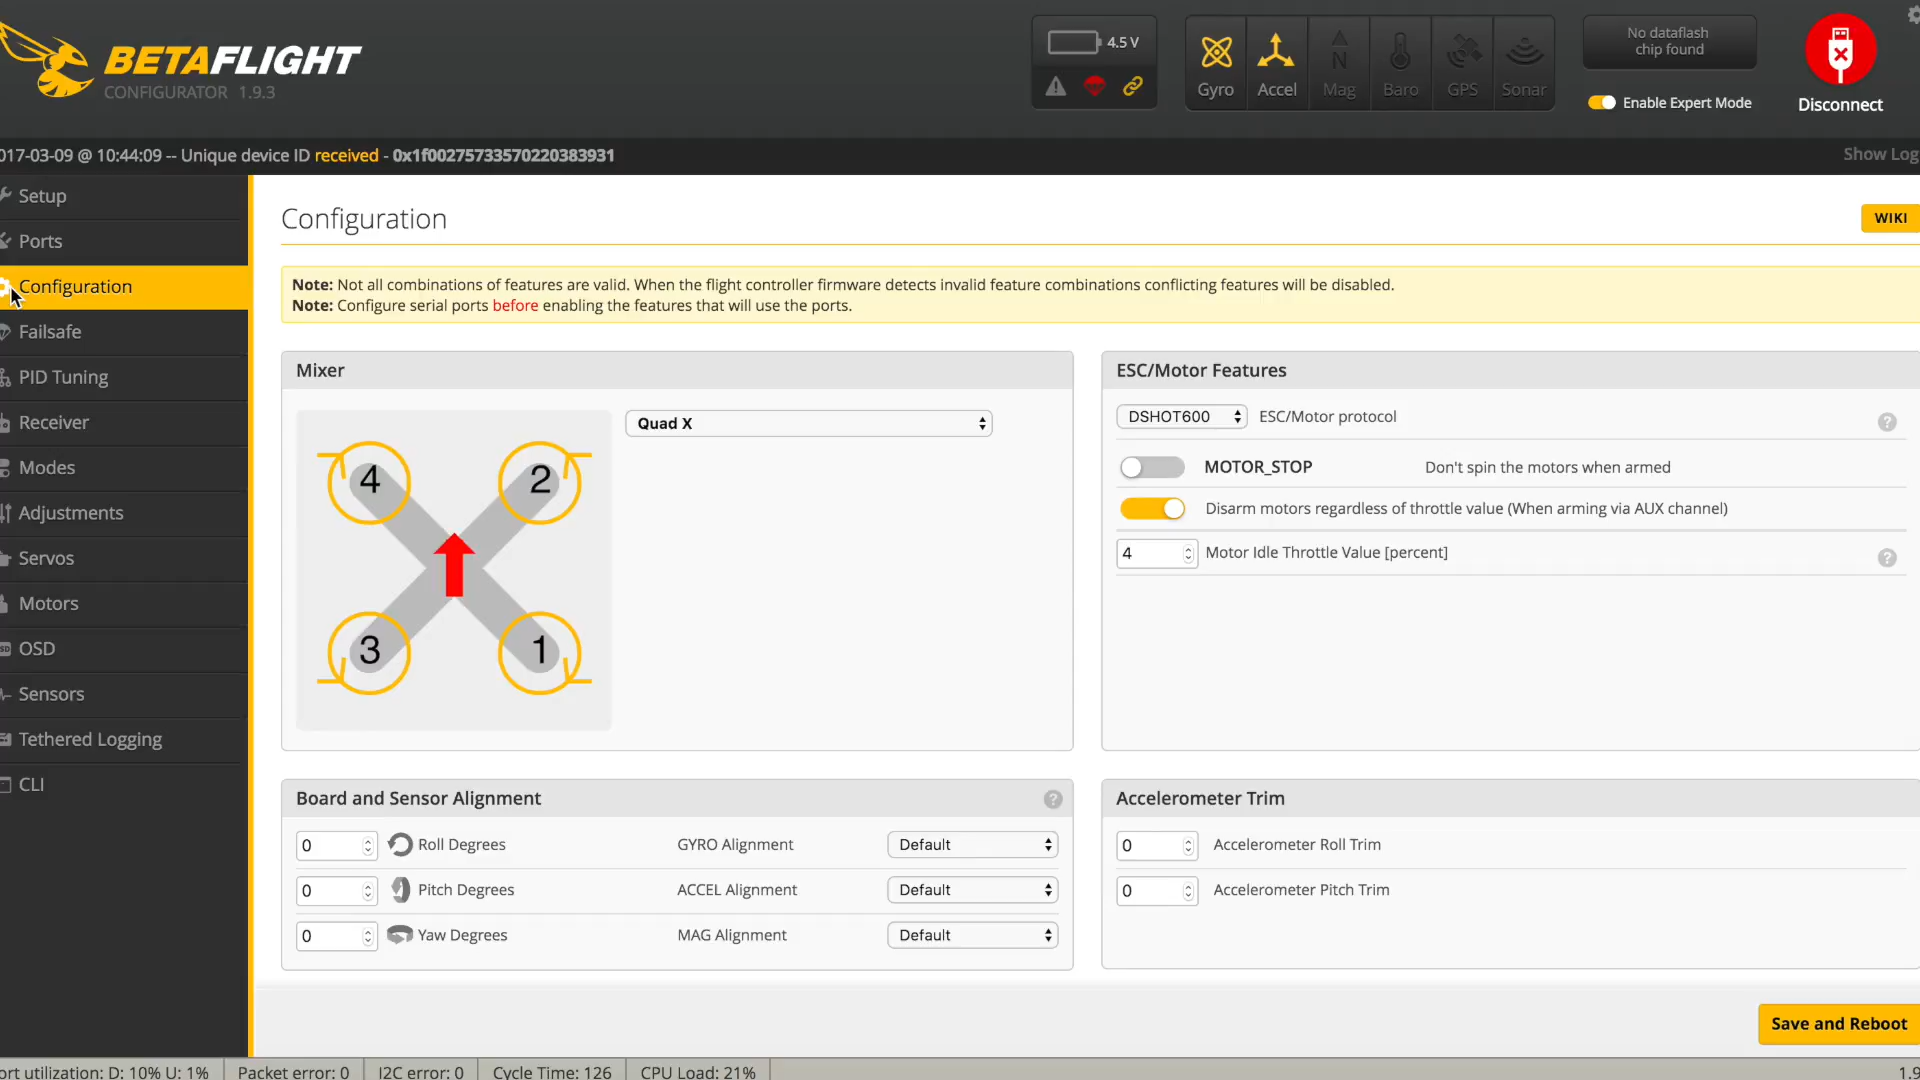 BETAFLIGHT
CONFIGURATOR 1.9.3
4.5 V
Gyro
Accel
N
Mag
Baro
GPS
Sonar
No dataflash
chip found
Enable Expert Mode
Disconnect
017-03-09 @ 10:44:09 -- Unique device ID received - 0x1f00275733570220383931
Show Log
Setup
Ports
Configuration
Failsafe
PID Tuning
Receiver
Modes
Adjustments
Servos
Motors
OSD
Sensors
Tethered Logging
CLI
Configuration
WIKI
Note: Not all combinations of features are valid. When the flight controller firmware detects invalid feature combinations conflicting features will be disabled.
Note: Configure serial ports before enabling the features that will use the ports.
Mixer
4
2
3
1
Quad X
ESC/Motor Features
DSHOT600 ESC/Motor protocol ?
MOTOR_STOP Don't spin the motors when armed
Disarm motors regardless of throttle value (When arming via AUX channel)
4 Motor Idle Throttle Value [percent] ?
Board and Sensor Alignment ?
0 Roll Degrees GYRO Alignment Default
0 Pitch Degrees ACCEL Alignment Default
0 Yaw Degrees MAG Alignment Default
Accelerometer Trim
0 Accelerometer Roll Trim
0 Accelerometer Pitch Trim
Save and Reboot
ort utilization: D: 10% U: 1% Packet error: 0 I2C error: 0 Cycle Time: 126 CPU Load: 21% 1.9